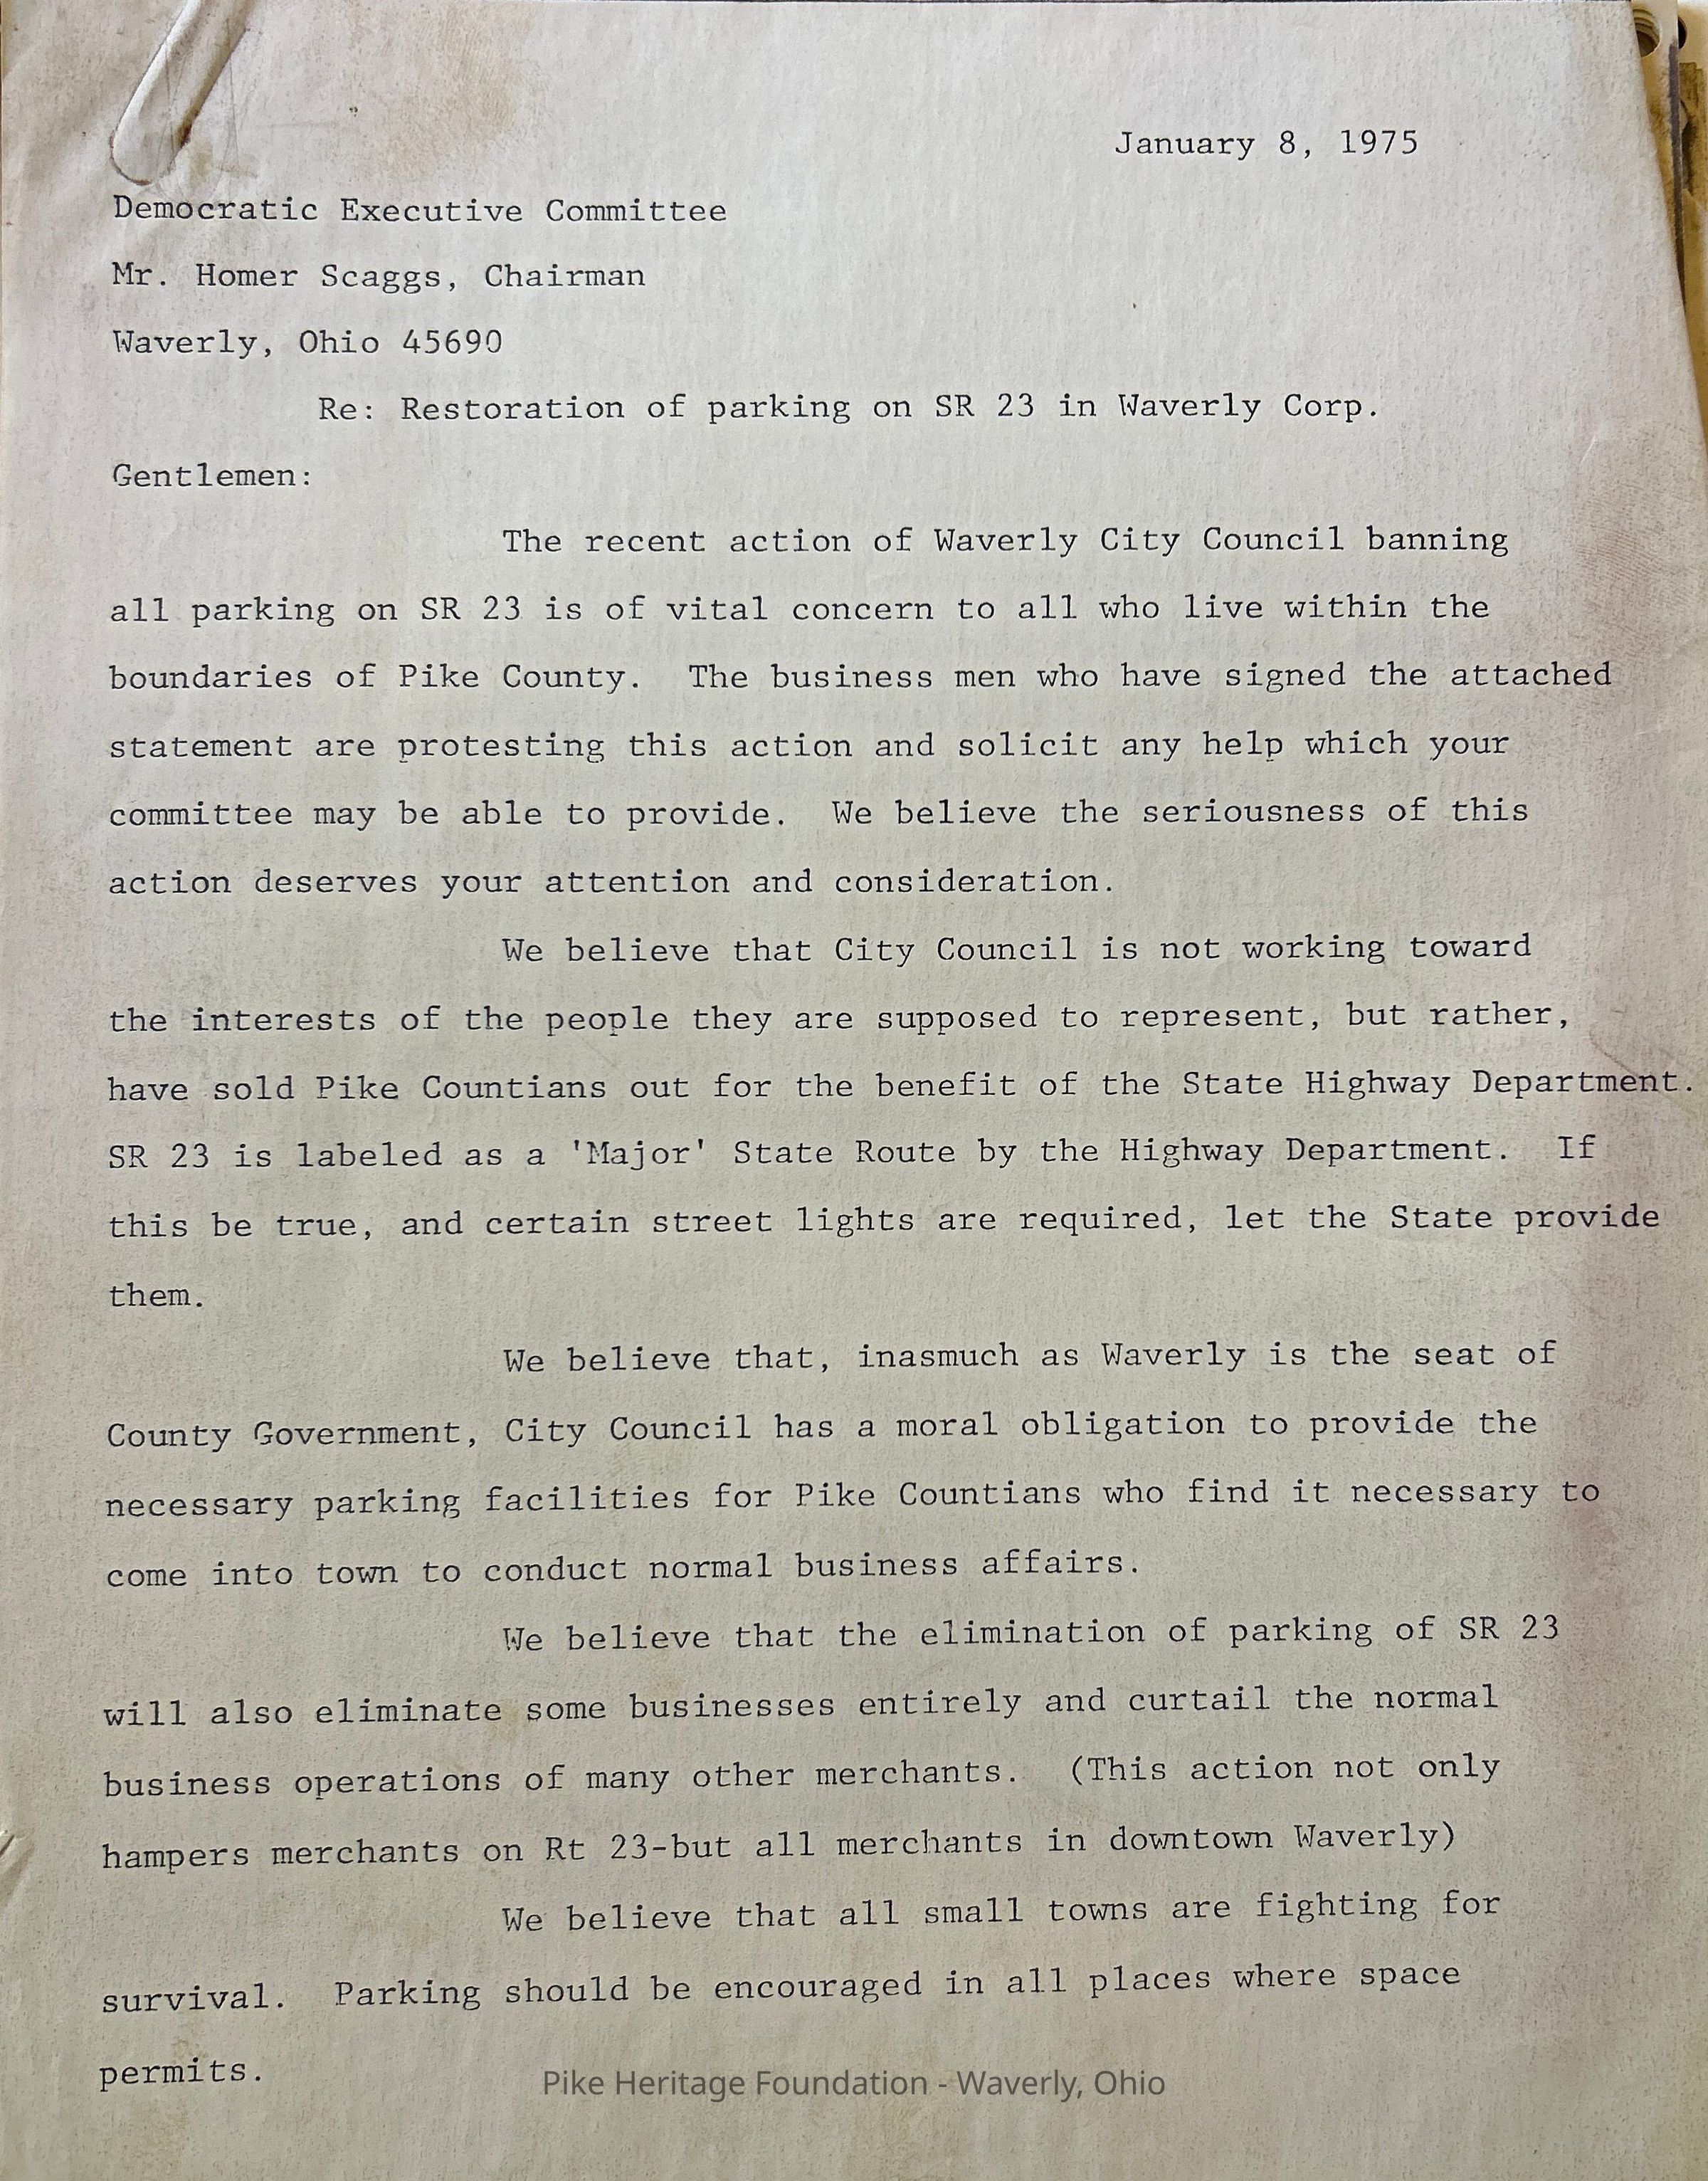 January 8, 1975
Democratic Executive Committee
Mr. Homer Scaggs, Chairman
Waverly, Ohio 45690
Re: Restoration of parking on SR 23 in Waverly Corp.
Gentlemen:
The recent action of Waverly City Council banning
all parking on SR 23 is of vital concern to all who live within the
boundaries of Pike County.  The business men who have signed the attached
statement are protesting this action and solicit any help which your
committee may be able to provide.  We believe the seriousness of this
action deserves your attention and consideration.
We believe that City Council is not working toward
the interests of the people they are supposed to represent, but rather,
have sold Pike Countians out for the benefit of the State Highway Department.
SR 23 is labeled as a 'Major' State Route by the Highway Department.  If
this be true, and certain street lights are required, let the State provide
them.
We believe that, inasmuch as Waverly is the seat of
County Government, City Council has a moral obligation to provide the
necessary parking facilities for Pike Countians who find it necessary to
come into town to conduct normal business affairs.
We believe that the elimination of parking of SR 23
will also eliminate some businesses entirely and curtail the normal
business operations of many other merchants.  (This action not only
hampers merchants on Rt 23-but all merchants in downtown Waverly)
We believe that all small towns are fighting for
survival.  Parking should be encouraged in all places where space
permits.
Pike Heritage Foundation - Waverly, Ohio